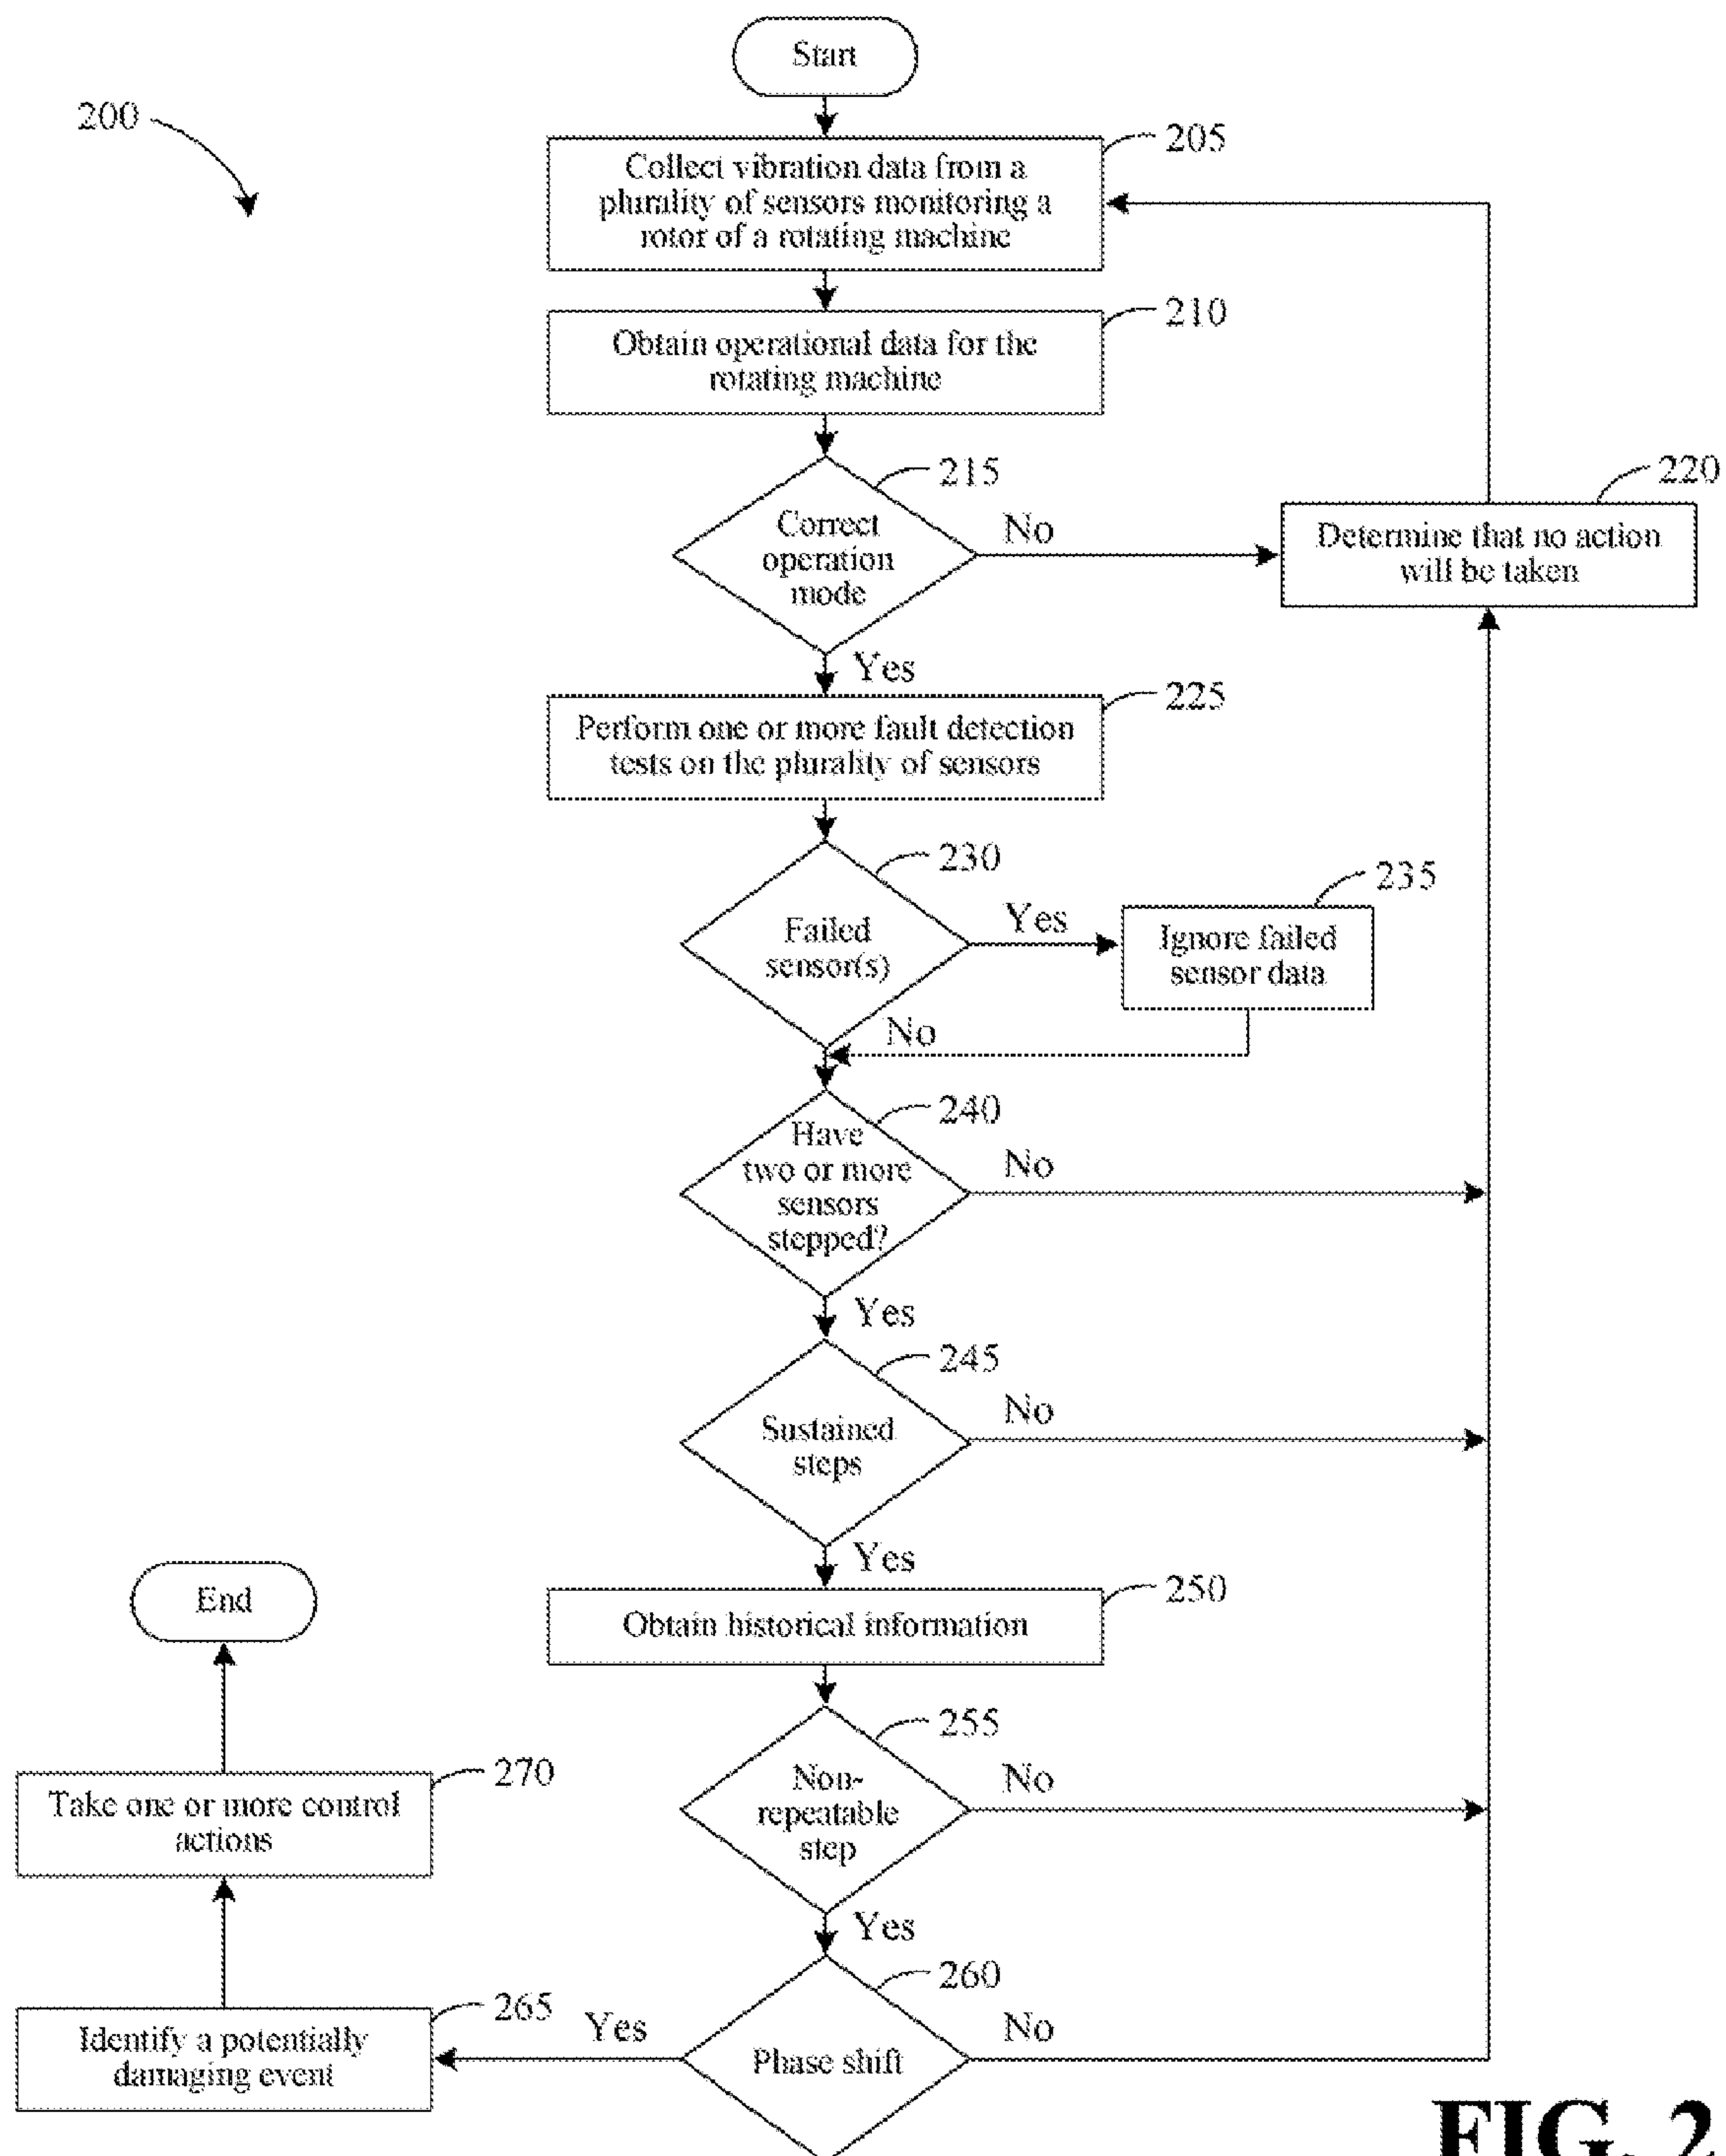 Start
200
205
Collect vibration data from a
plurality of sensors monitoring a
rotor of a rotating machine
210
Obtain operational data for the
rotating machine
215
Correct
operation
mode
No
220
Determine that no action
will be taken
Yes
225
Perform one or more fault detection
tests on the plurality of sensors
230
Failed
sensor(s)
Yes
235
Ignore failed
sensor data
No
240
Have
two or more
sensors
stepped?
No
Yes
245
Sustained
steps
No
Yes
250
Obtain historical information
255
Non-
repeatable
step
No
Yes
260
Phase shift
No
Yes
265
Identify a potentially
damaging event
270
Take one or more control
actions
End
FIG. 2